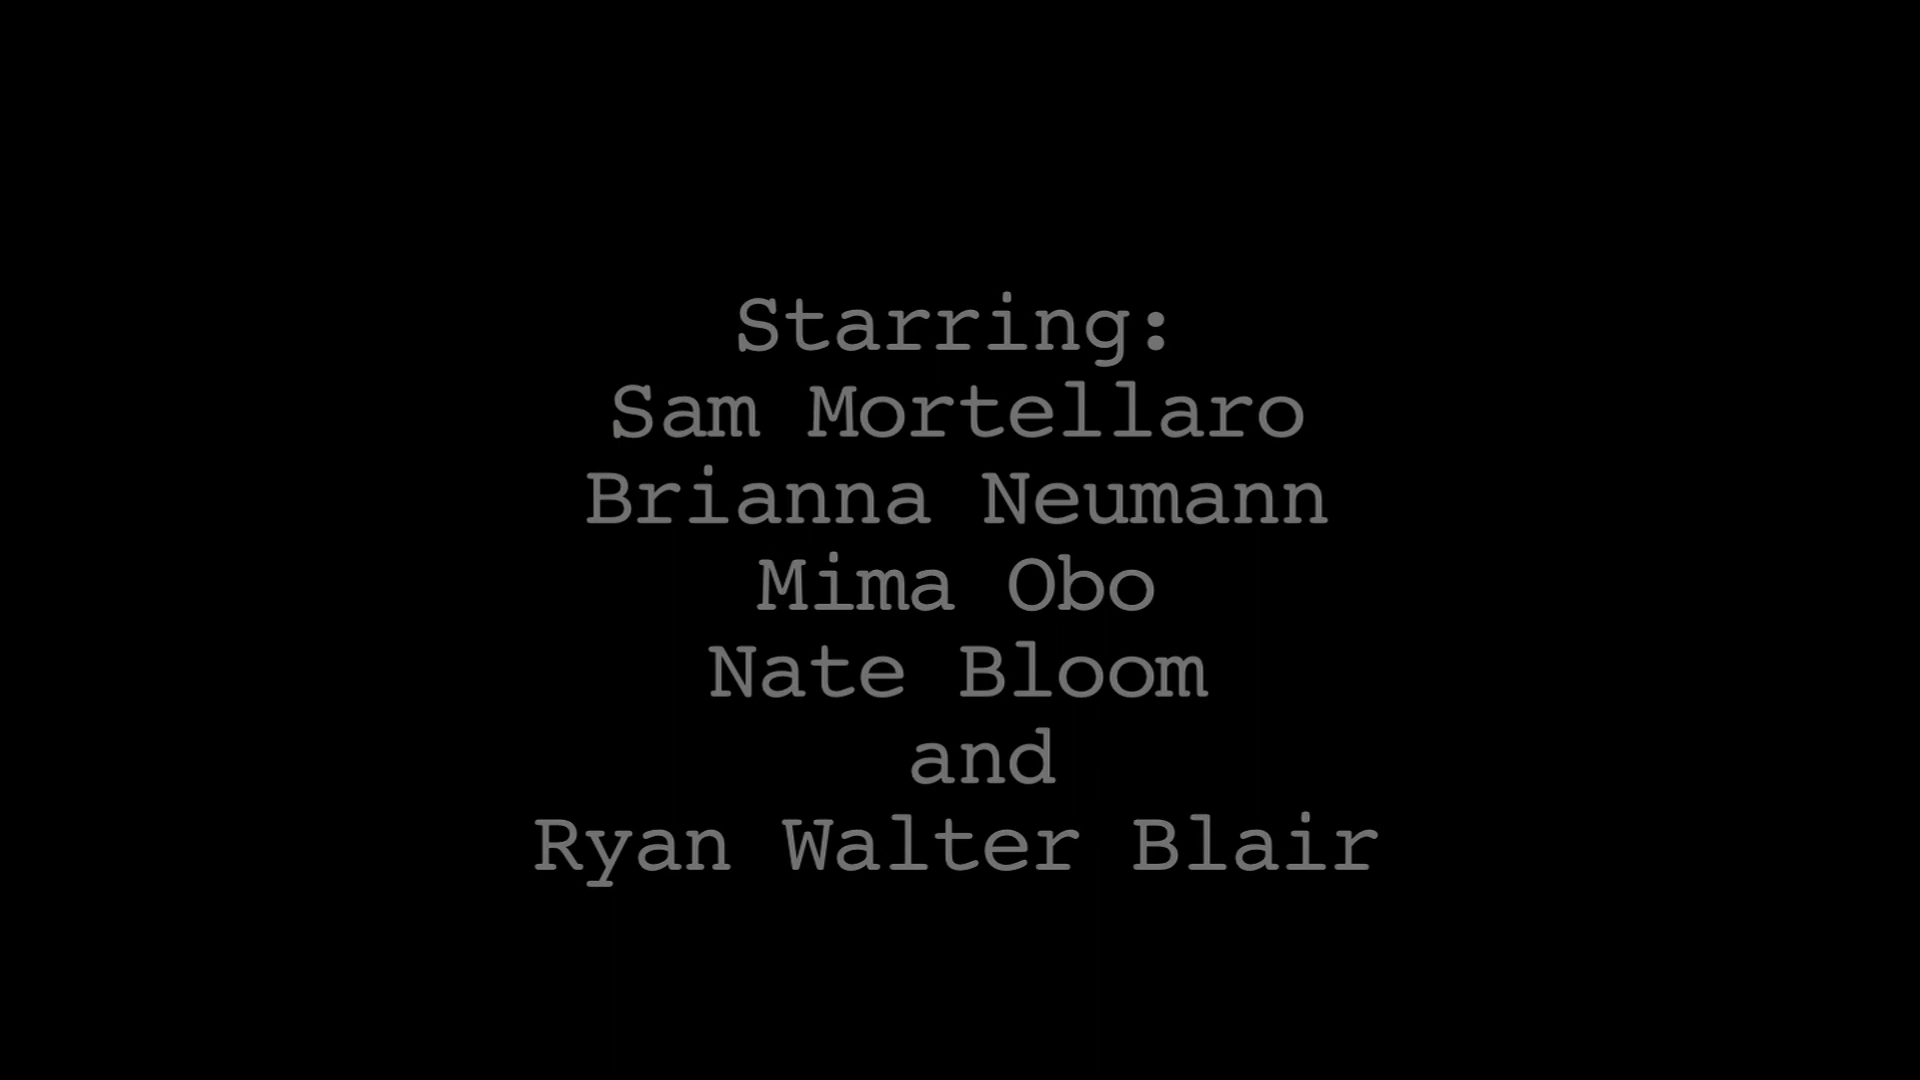 Starring:
Sam Mortellaro
Brianna Neumann
Mima Obo
Nate Bloom
and
Ryan Walter Blair